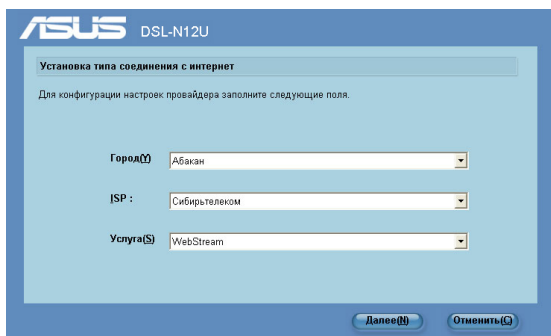 ASUS DSL-N12U
Установка типа соединения с интернет
Для конфигурации настроек провайдера заполните следующие поля.
Город(Y) Абакан
ISP : Сибирьтелеком
Услуга(S) WebStream
Далее(N) Отменить(C)